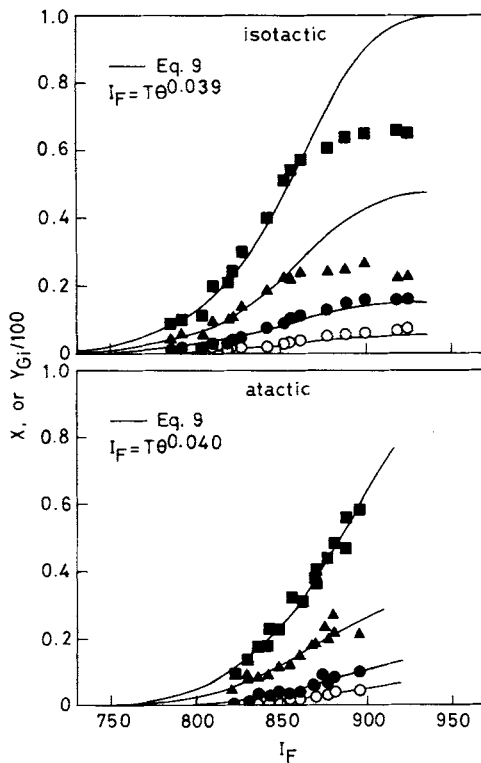 1.0
isotactic
— Eq. 9
I_F=Tθ^0.039
0.8
0.6
0.4
0.2
0
1.0
atactic
— Eq. 9
I_F=Tθ^0.040
0.8
0.6
0.4
0.2
0
X, or Y_Gi/100
750 800 850 900 950
I_F